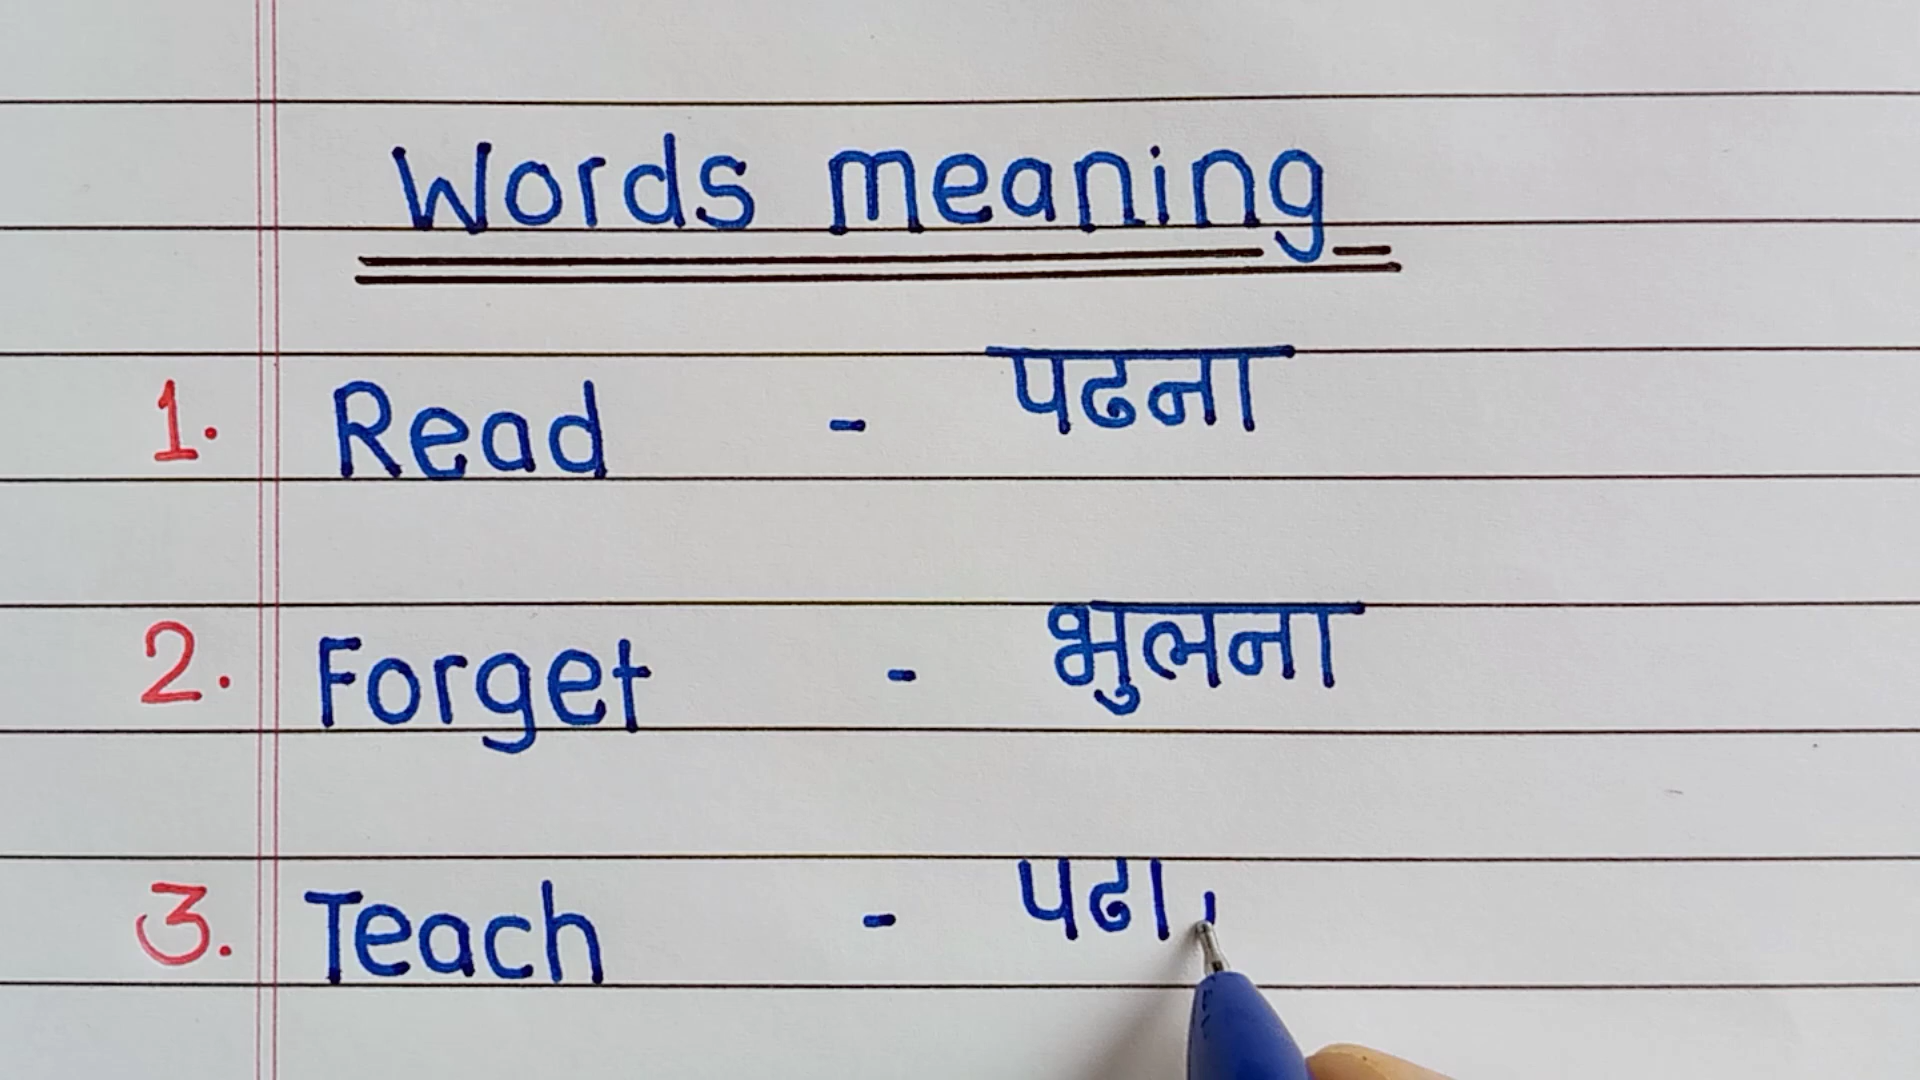 Words meaning
1. Read - पढना
2. Forget - भुलना
3. Teach - पढा